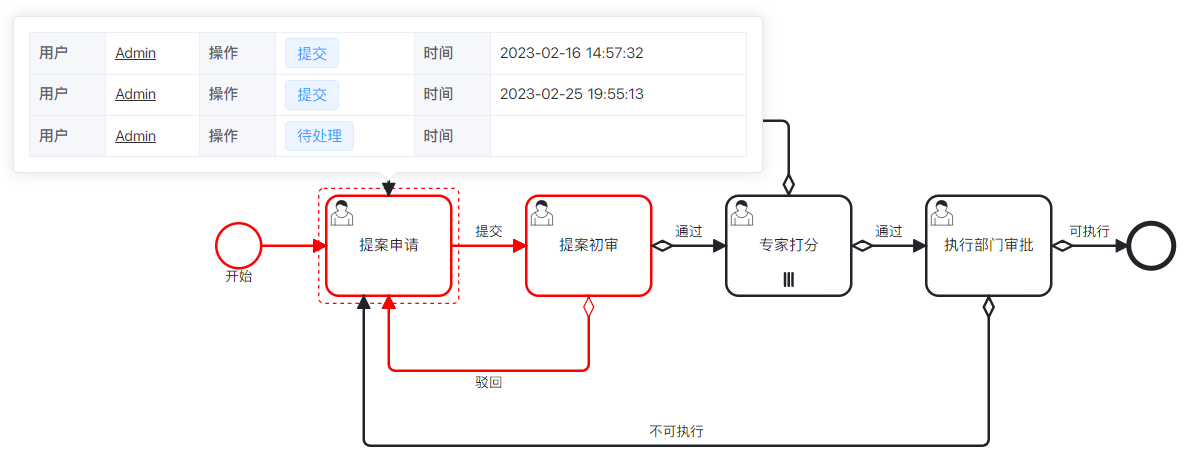 用户 Admin 操作 提交 时间 2023-02-16 14:57:32
用户 Admin 操作 提交 时间 2023-02-25 19:55:13
用户 Admin 操作 待处理 时间
开始
提案申请
提交
提案初审
通过
专家打分
通过
执行部门审批
可执行
驳回
不可执行